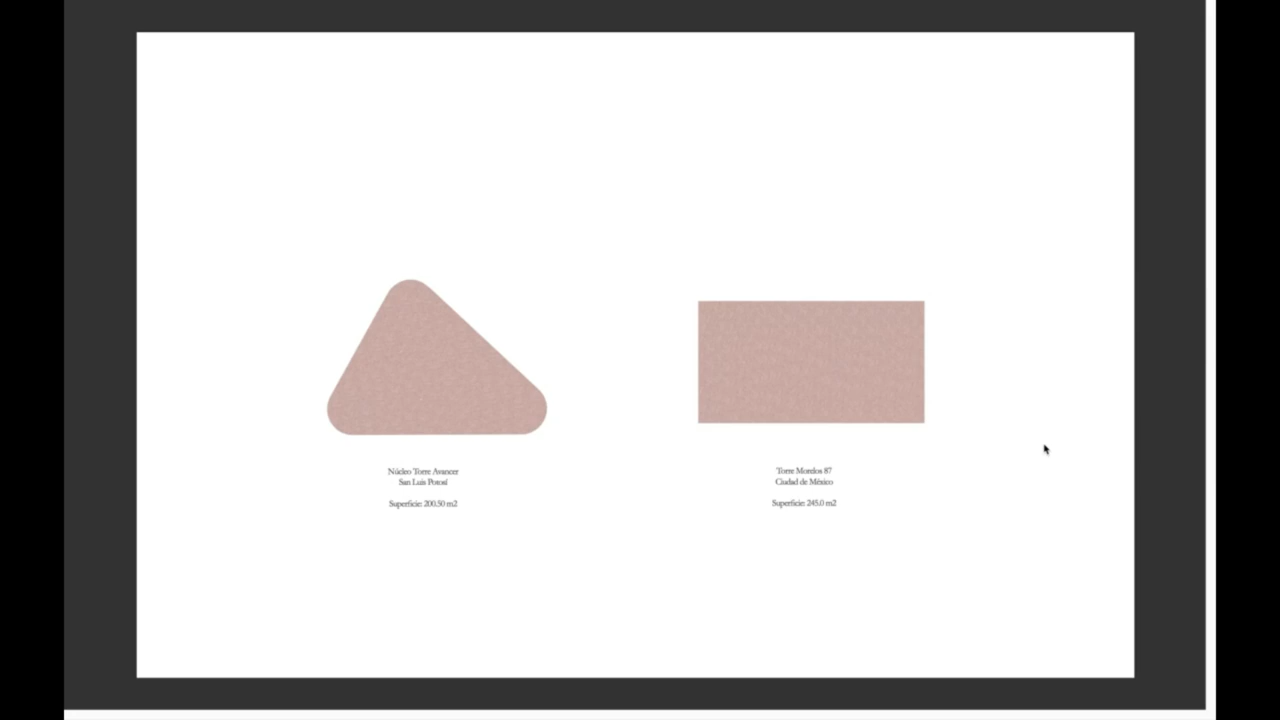 Núcleo Torre Avancer
San Luis Potosí
Superficie: 200.50 m2
Torre Morelos 87
Ciudad de México
Superficie: 245.0 m2